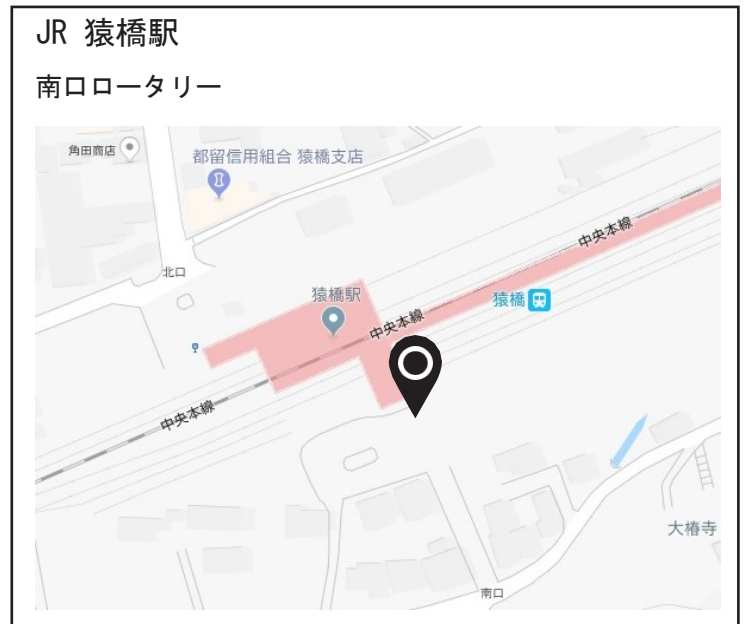 JR 猿橋駅
南口ロータリー
角田商店
都留信用組合 猿橋支店
中央本線
北口
猿橋駅
猿橋
中央本線
中央本線
大椿寺
南口